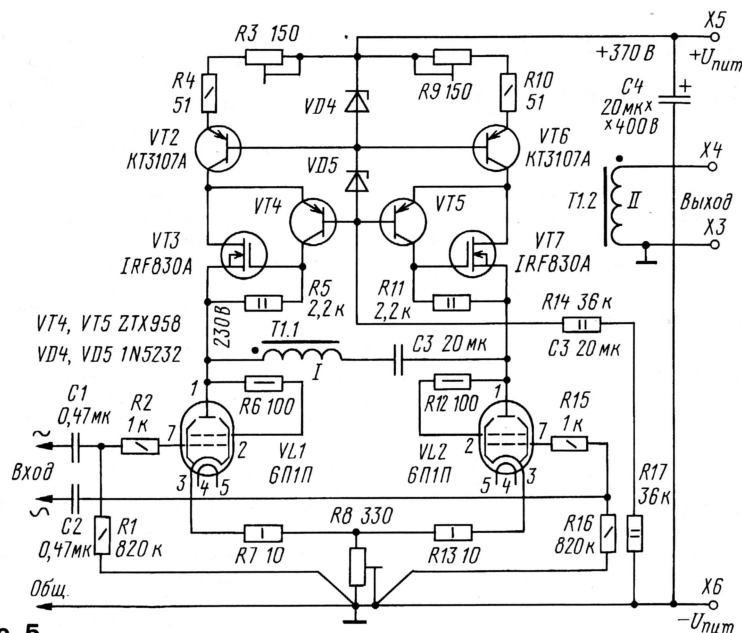 R3 150
X5
+370 В
+Uпит
R4
51
R9 150
R10
51
C4
20мк×
×400В
VD4
VT2
КТ3107А
VT6
КТ3107А
X4
VD5
VT4
VT5
T1.2
II
Выход
X3
VT3
IRF830A
VT7
IRF830A
R5
2,2 к
R11
2,2 к
R14 36 к
C3 20 мк
230 В
VT4, VT5 ZTX958
VD4, VD5 1N5232
T1.1
I
C3 20 мк
C1
0,47мк
R2
1 к
1
R6 100
R12 100
1
R15
1 к
7
2
VL1
6П1П
VL2
6П1П
2
7
Вход
3
4
5
5
4
3
R17
36 к
C2
0,47мк
R1
820 к
R7 10
R8 330
R13 10
R16
820 к
Общ.
X6
−Uпит
с. 5